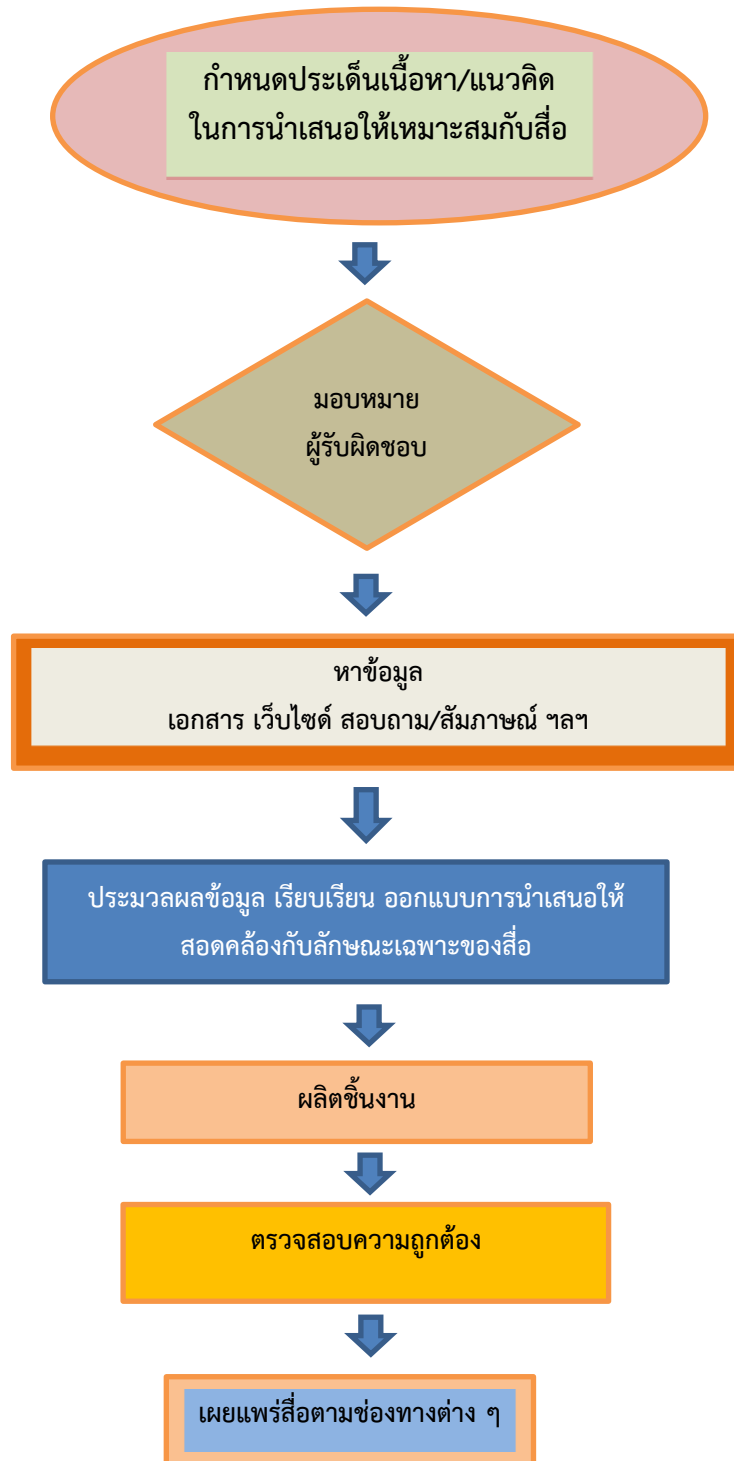 กำหนดประเด็นเนื้อหา/แนวคิด
ในการนำเสนอให้เหมาะสมกับสื่อ
มอบหมาย
ผู้รับผิดชอบ
หาข้อมูล
เอกสาร เว็บไซด์ สอบถาม/สัมภาษณ์ ฯลฯ
ประมวลผลข้อมูล เรียบเรียน ออกแบบการนำเสนอให้
สอดคล้องกับลักษณะเฉพาะของสื่อ
ผลิตชิ้นงาน
ตรวจสอบความถูกต้อง
เผยแพร่สื่อตามช่องทางต่าง ๆ